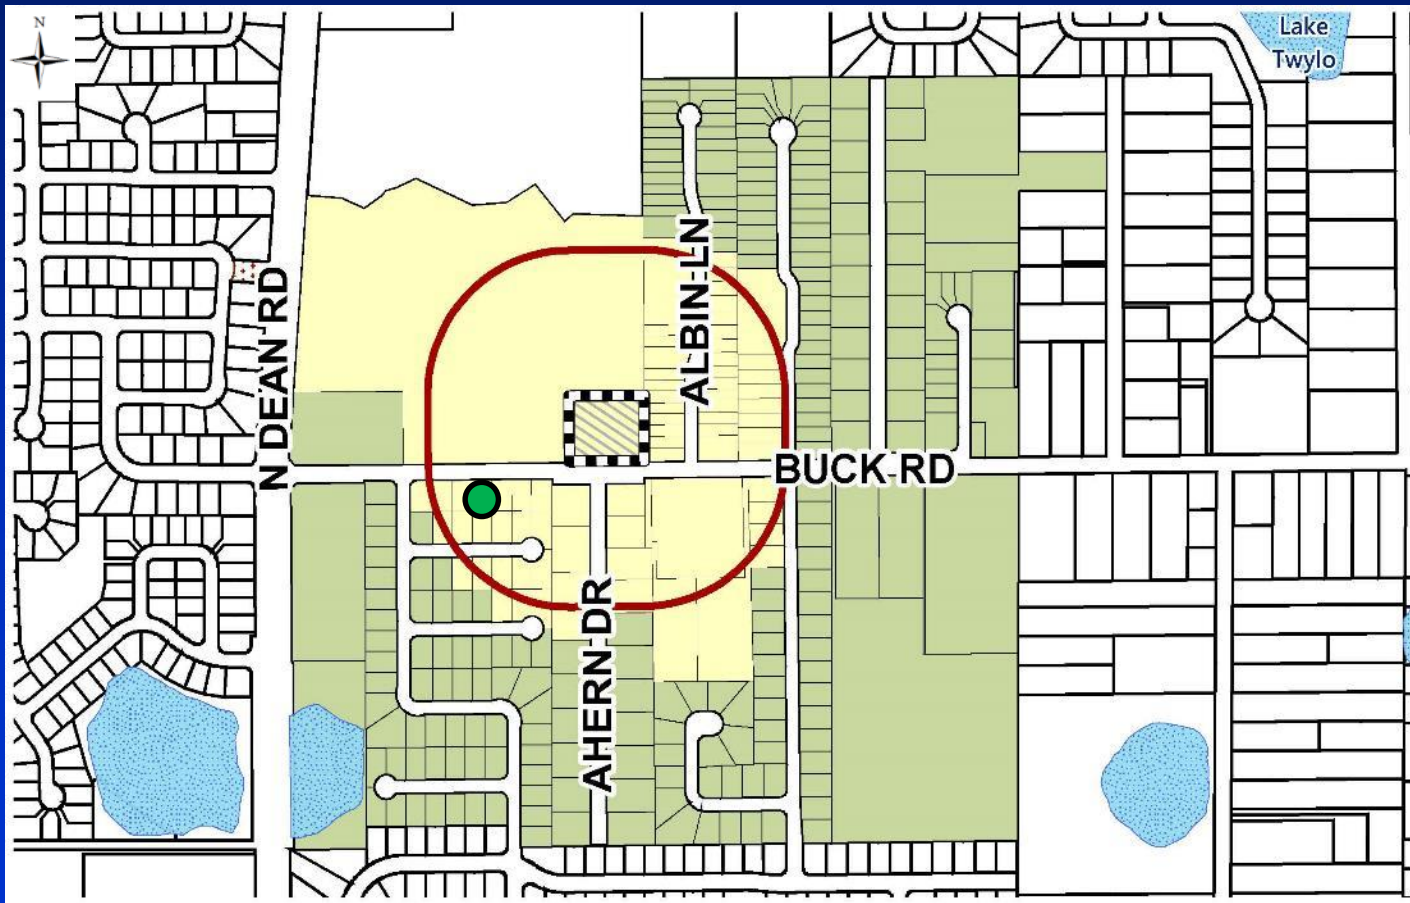 N
Lake
Twylo
ALBIN LN
N DEAN RD
BUCK RD
AHERN DR